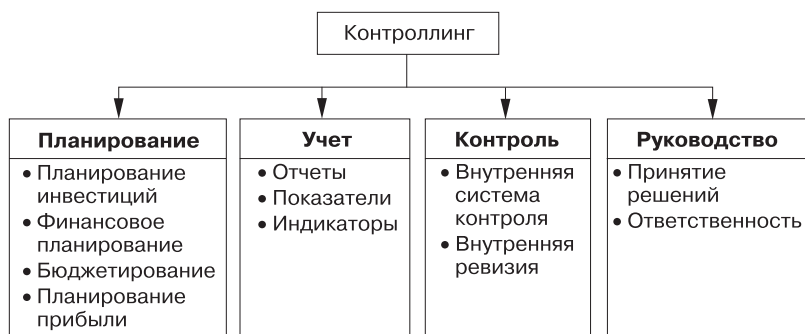 Контроллинг
Планирование
• Планирование
инвестиций
• Финансовое
планирование
• Бюджетирование
• Планирование
прибыли
Учет
• Отчеты
• Показатели
• Индикаторы
Контроль
• Внутренняя
система
контроля
• Внутренняя
ревизия
Руководство
• Принятие
решений
• Ответственность